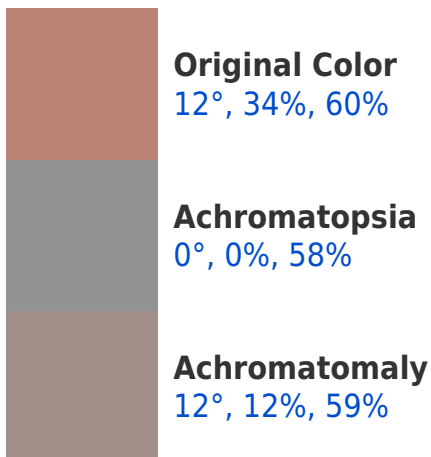 Original Color
12°, 34%, 60%
Achromatopsia
0°, 0%, 58%
Achromatomaly
12°, 12%, 59%